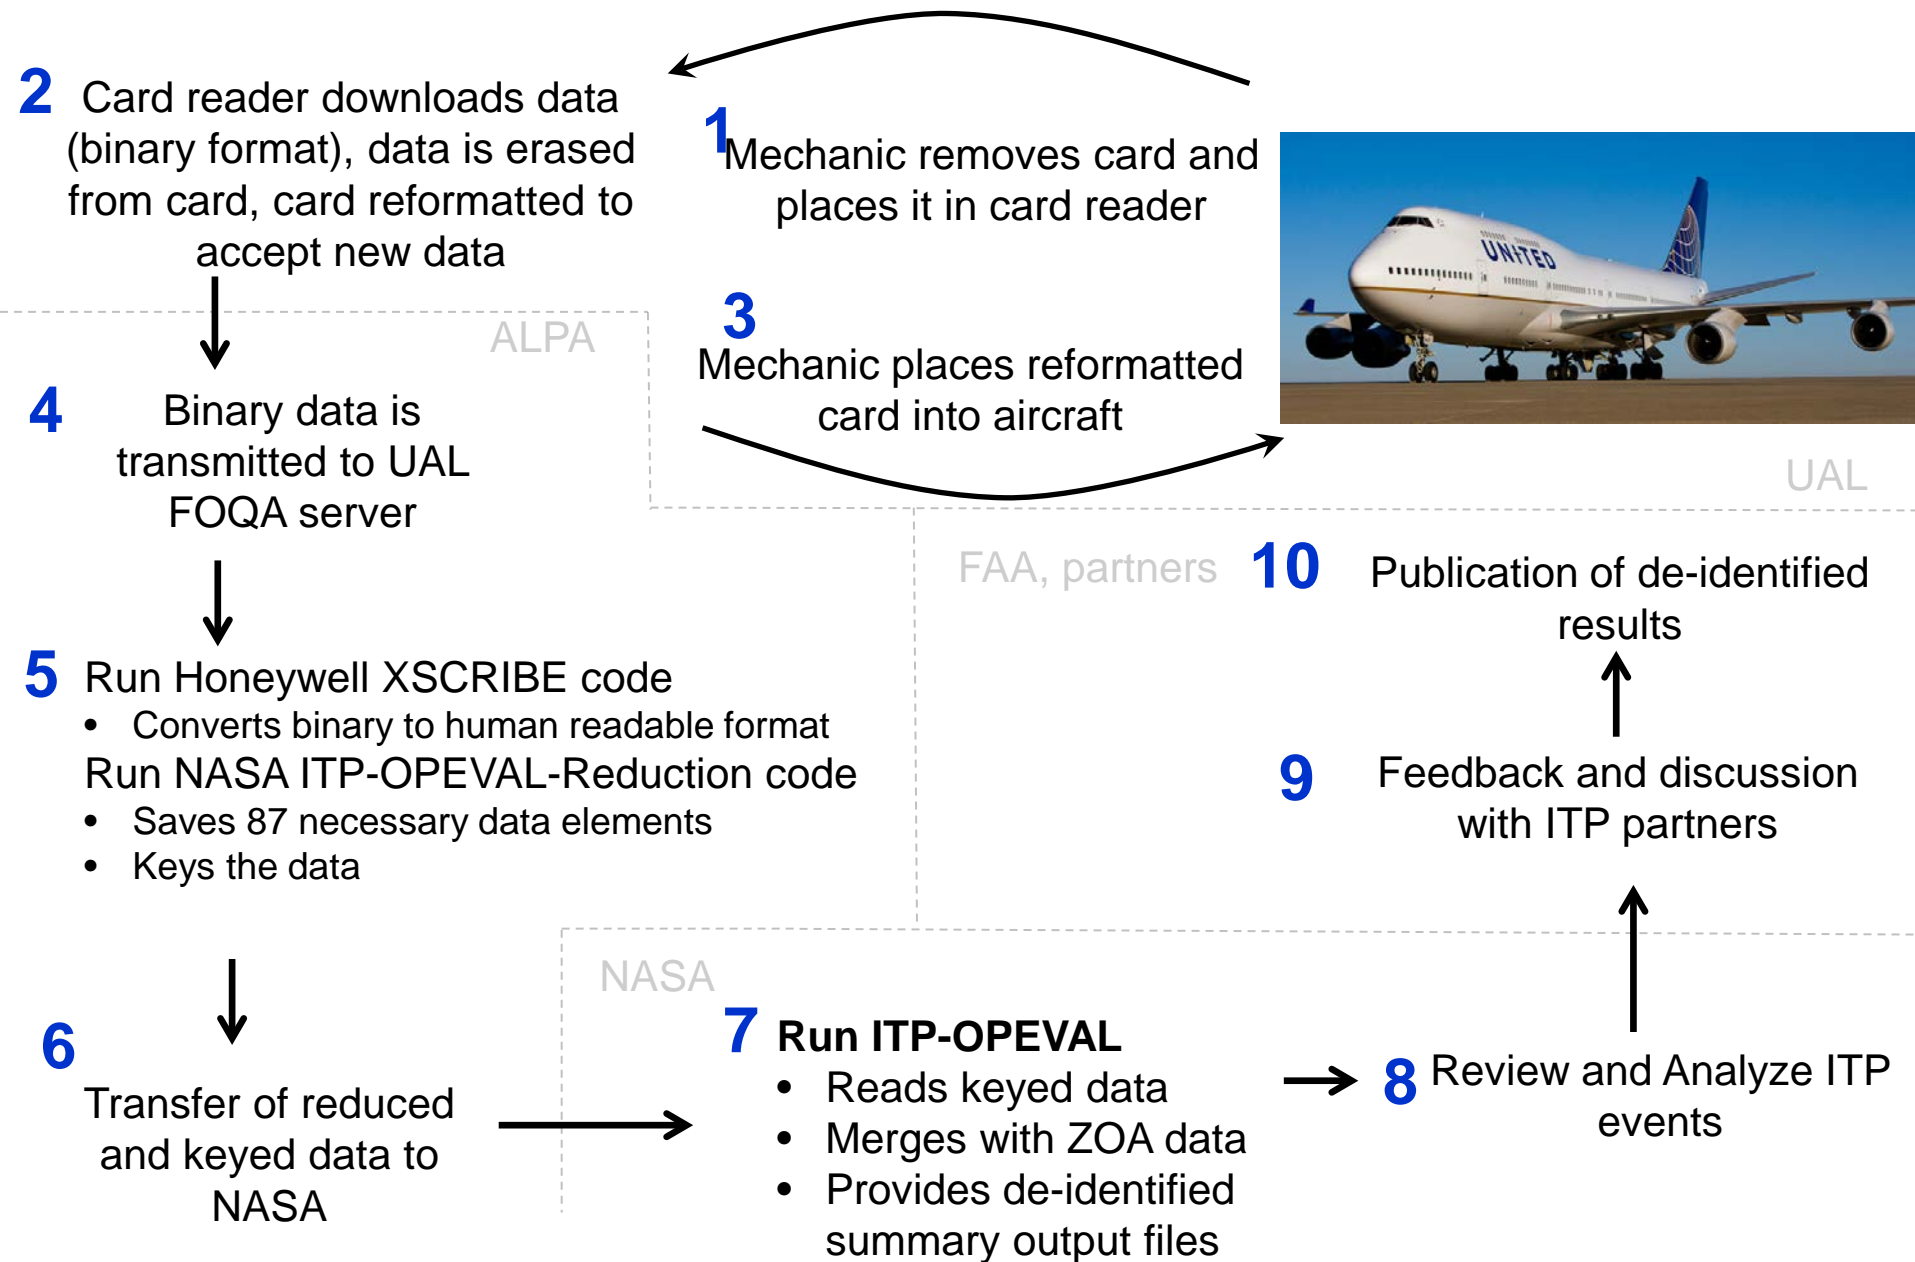 1
Mechanic removes card and
places it in card reader
2
Card reader downloads data
(binary format), data is erased
from card, card reformatted to
accept new data
3
Mechanic places reformatted
card into aircraft
UNITED
UAL
ALPA
4
Binary data is
transmitted to UAL
FOQA server
5
Run Honeywell XSCRIBE code
• Converts binary to human readable format
Run NASA ITP-OPEVAL-Reduction code
• Saves 87 necessary data elements
• Keys the data
6
Transfer of reduced
and keyed data to
NASA
NASA
7
Run ITP-OPEVAL
• Reads keyed data
• Merges with ZOA data
• Provides de-identified
summary output files
8
Review and Analyze ITP
events
9
Feedback and discussion
with ITP partners
FAA, partners
10
Publication of de-identified
results